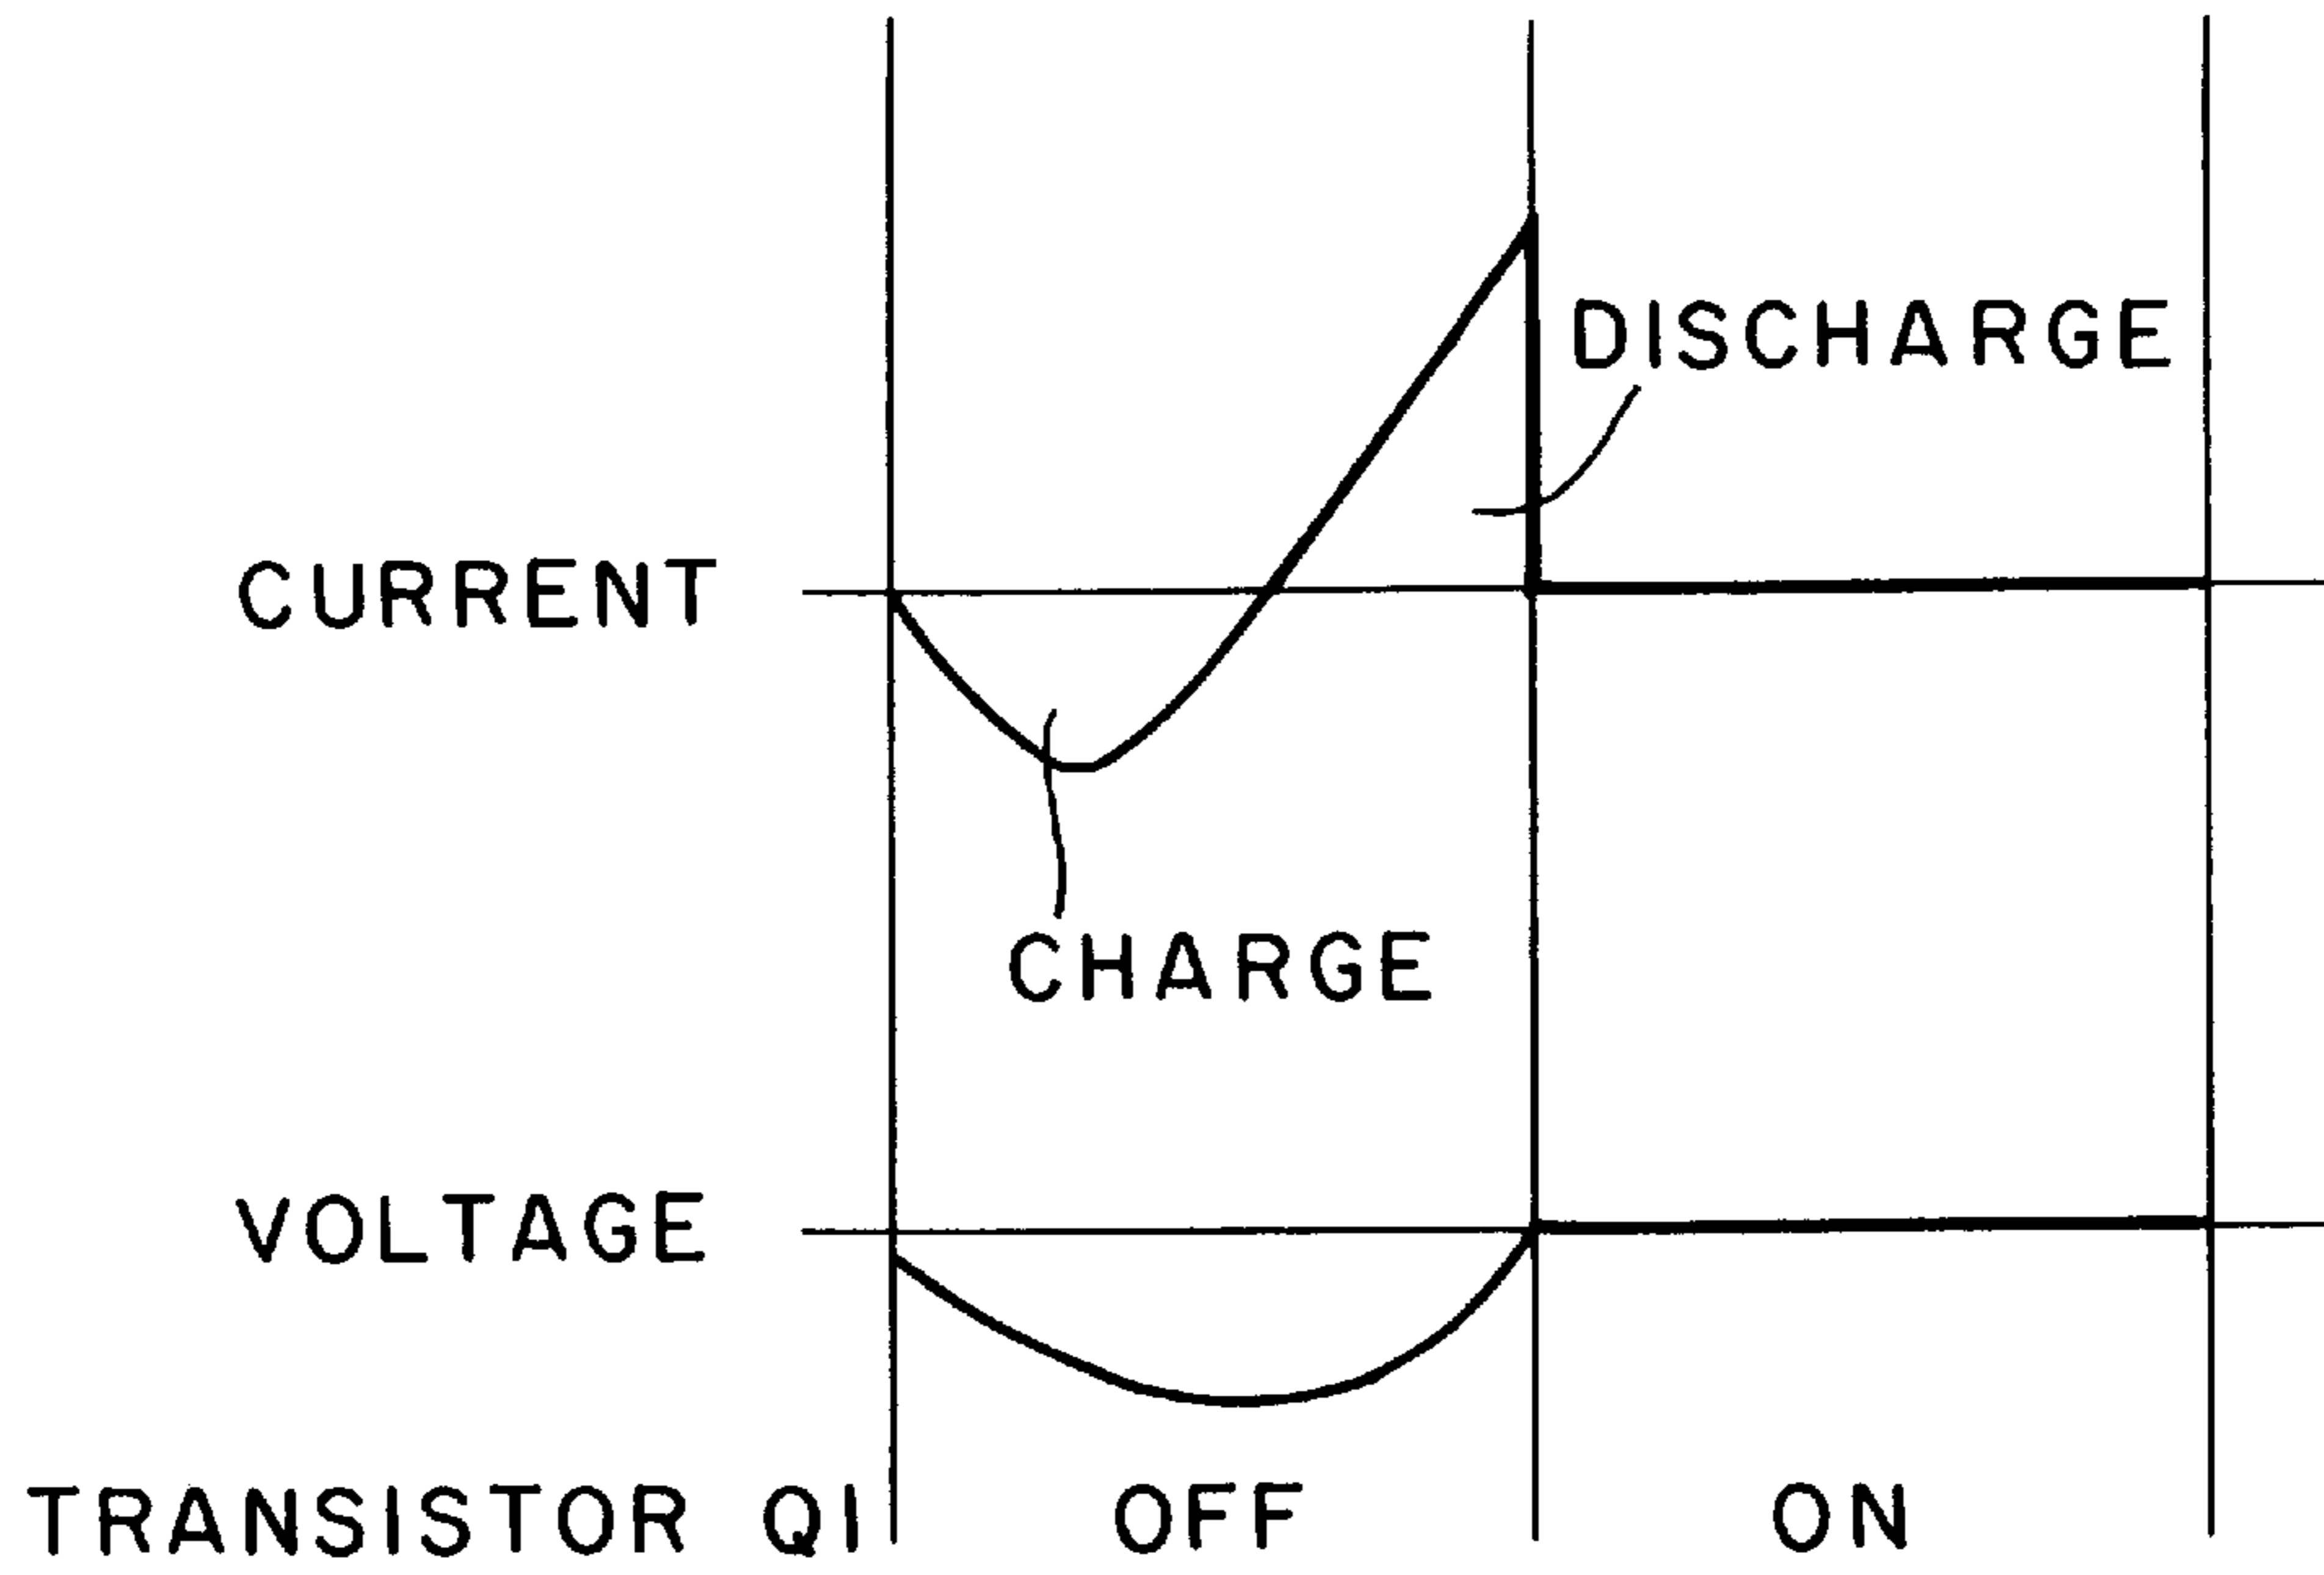 DISCHARGE
CURRENT
CHARGE
VOLTAGE
TRANSISTOR Q1 OFF ON